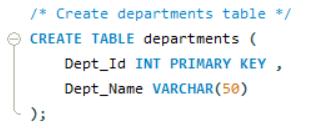 /* Create departments table */
CREATE TABLE departments (
Dept_Id INT PRIMARY KEY ,
Dept_Name VARCHAR(50)
);